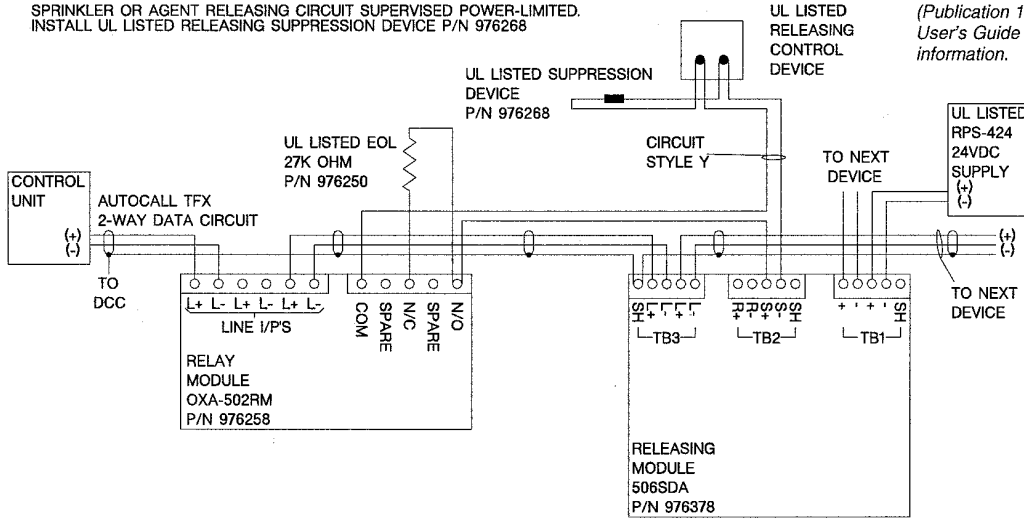 SPRINKLER OR AGENT RELEASING CIRCUIT SUPERVISED POWER-LIMITED.
INSTALL UL LISTED RELEASING SUPPRESSION DEVICE P/N 976268
UL LISTED
RELEASING
CONTROL
DEVICE
(Publication 1
User's Guide
information.
UL LISTED SUPPRESSION
DEVICE
P/N 976268
UL LISTED EOL
27K OHM
P/N 976250
CIRCUIT
STYLE Y
TO NEXT
DEVICE
UL LISTED
RPS-424
24VDC
SUPPLY
(+)
(-)
CONTROL
UNIT
(+)
(-)
AUTOCALL TFX
2-WAY DATA CIRCUIT
TO
DCC
(+)
(-)
TO NEXT
DEVICE
L+ L- L+ L- L+ L-
LINE I/P'S
COM
SPARE
N/C
SPARE
N/O
RELAY
MODULE
OXA-502RM
P/N 976258
SH L+ L- L+ L-
TB3
R+ R- S+ S- SH
TB2
+ - + - SH
TB1
RELEASING
MODULE
506SDA
P/N 976378